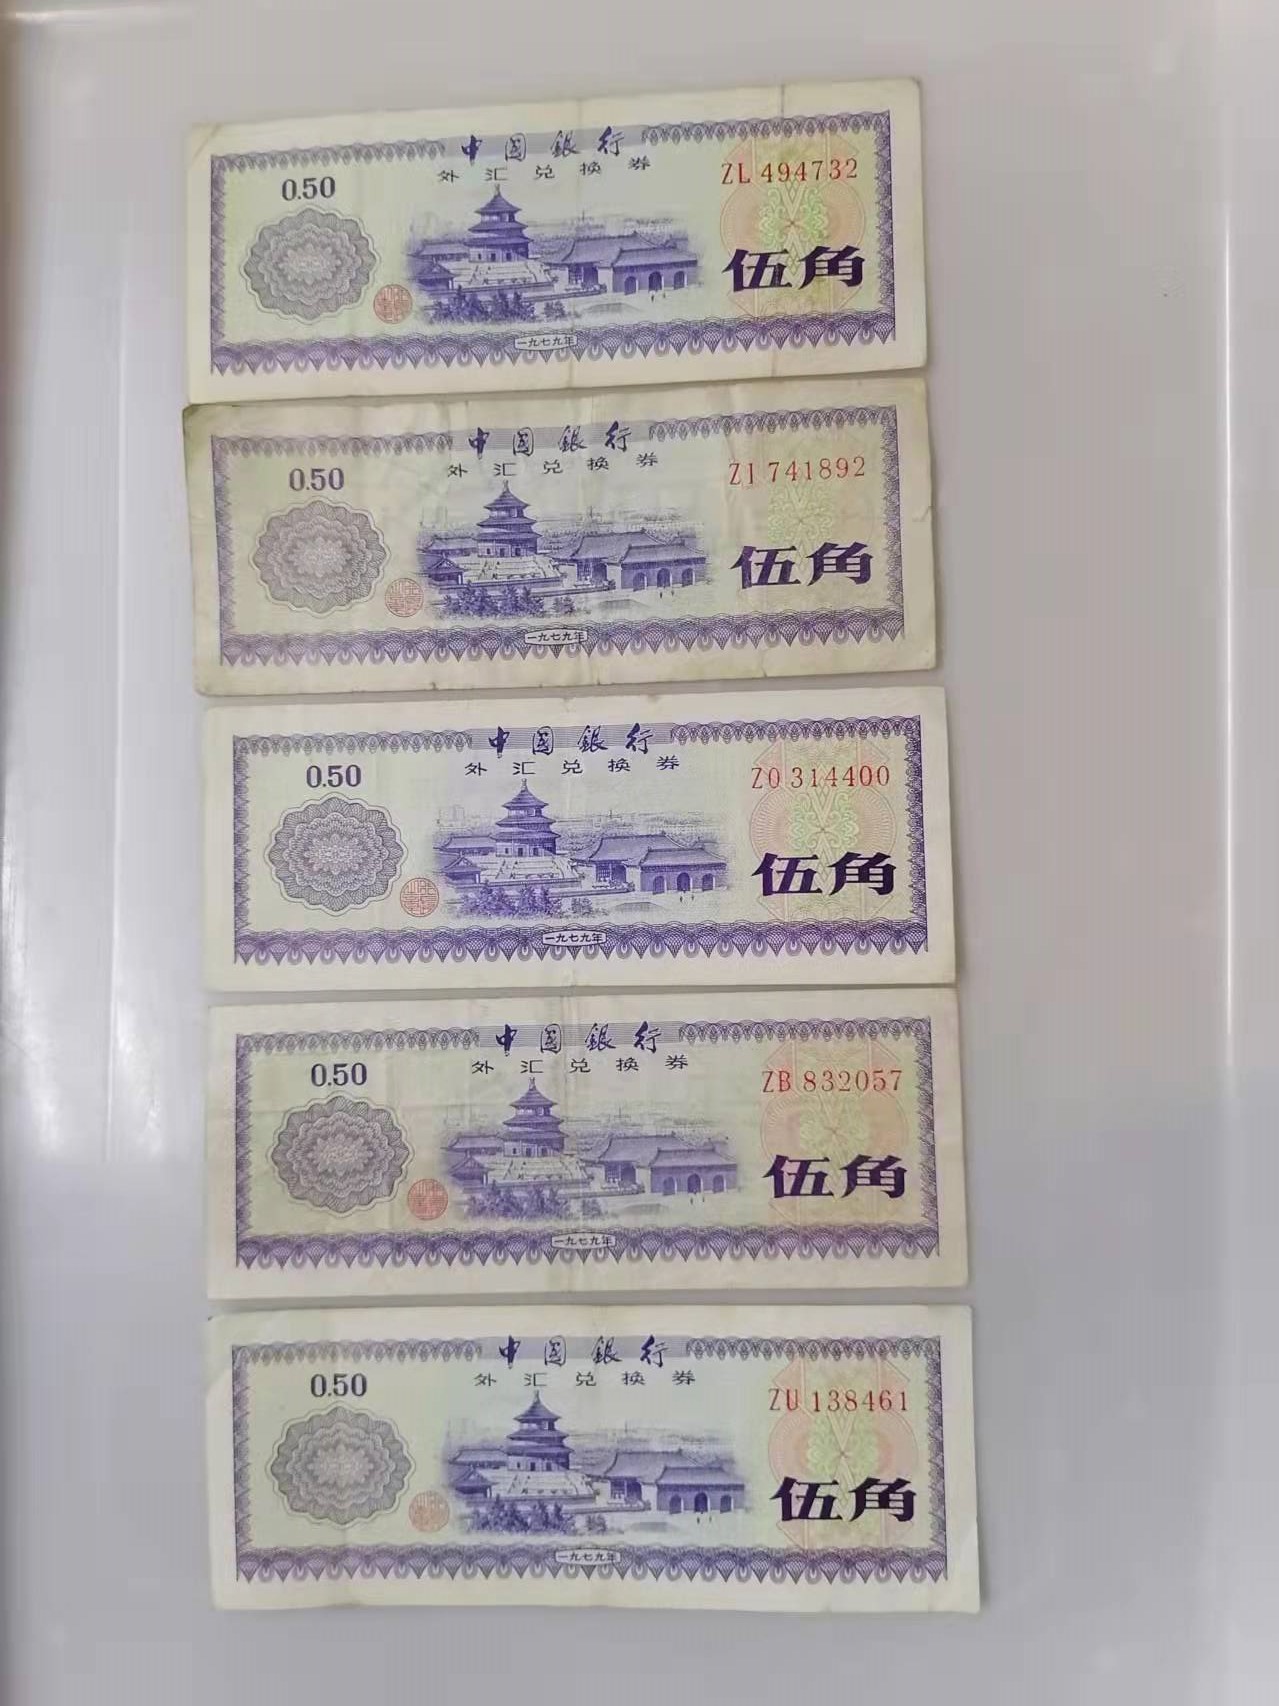 中国銀行
外汇兑换券
0.50
ZL 494732
伍角
一九七九年
中国銀行
外汇兑换券
0.50
ZI 741892
伍角
一九七九年
中国銀行
外汇兑换券
0.50
ZO 314400
伍角
一九七九年
中国銀行
外汇兑换券
0.50
ZB 832057
伍角
一九七九年
中国銀行
外汇兑换券
0.50
ZU 138461
伍角
一九七九年